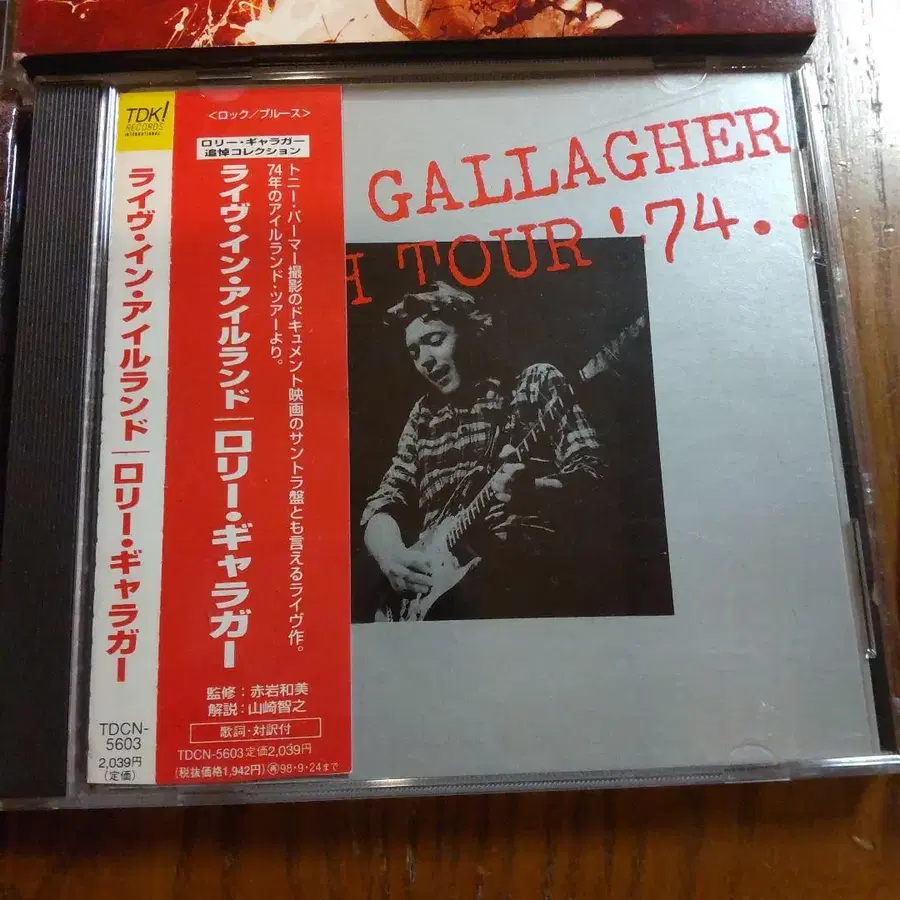 TDK!
RECORDS
INTERNATIONAL
ライヴ・イン・アイルランド｜ロリー・ギャラガー
TDCN-
5603
2,039円
(定価)
<ロック／ブルース>
ロリー・ギャラガー
追悼コレクション
トニー・パーマー撮影のドキュメント映画のサントラ盤とも言えるライヴ作。
74年のアイルランド・ツアーより。
ライヴ・イン・アイルランド｜ロリー・ギャラガー
監修：赤岩和美
解説：山崎智之
歌詞・対訳付
TDCN-5603定価2,039円
(税抜価格1,942円)㊢98・9・24まで
GALLAGHER
H TOUR '74..